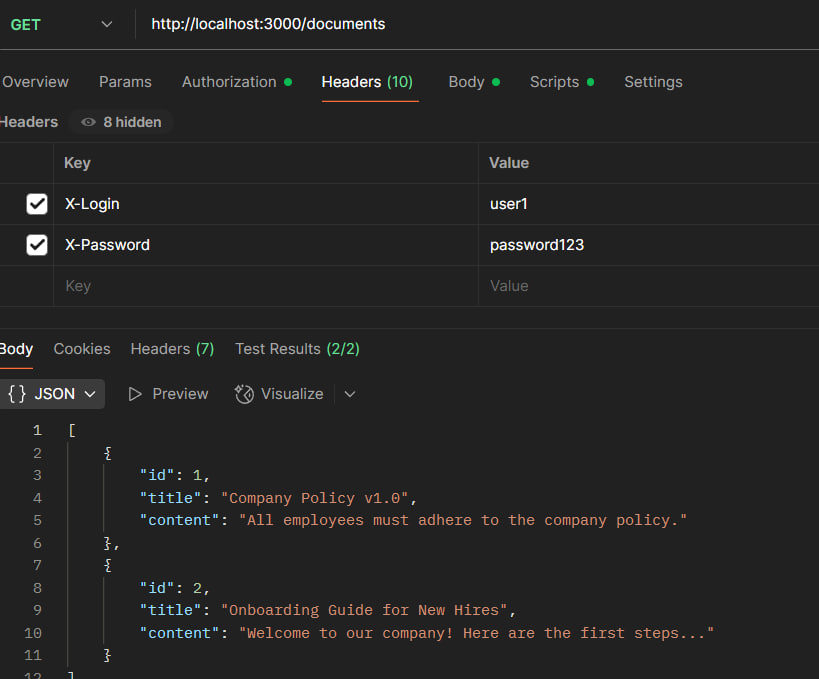 GET http://localhost:3000/documents
Overview Params Authorization Headers (10) Body Scripts Settings
Headers 8 hidden
Key Value
X-Login user1
X-Password password123
Key Value
Body Cookies Headers (7) Test Results (2/2)
{} JSON Preview Visualize
1 [
2 {
3 "id": 1,
4 "title": "Company Policy v1.0",
5 "content": "All employees must adhere to the company policy."
6 },
7 {
8 "id": 2,
9 "title": "Onboarding Guide for New Hires",
10 "content": "Welcome to our company! Here are the first steps..."
11 }
12 ]